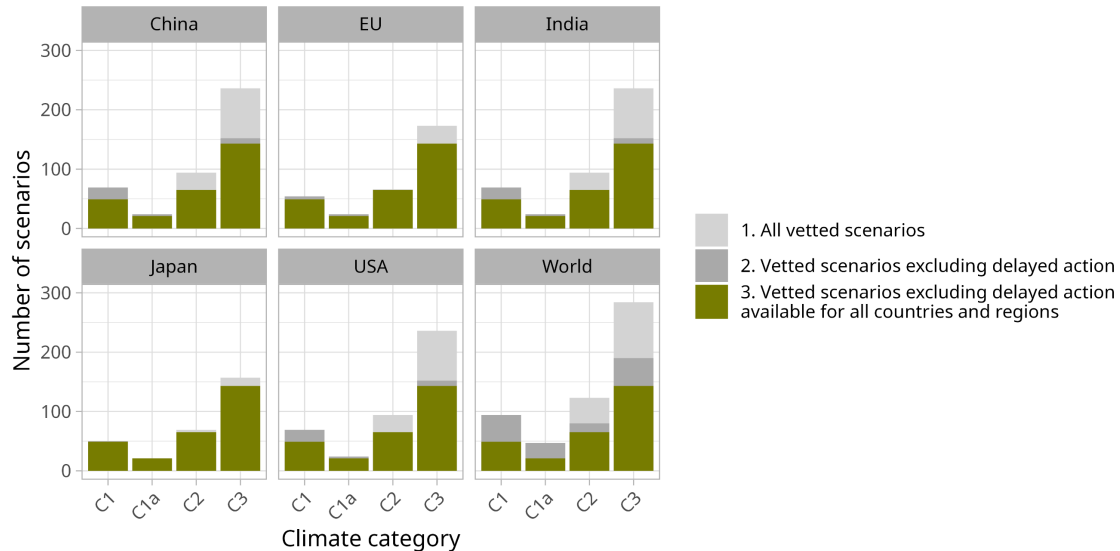 China
EU
India
300
200
100
0
Japan
USA
World
300
200
100
0
C1
C1a
C2
C3
C1
C1a
C2
C3
C1
C1a
C2
C3
Number of scenarios
Climate category
1. All vetted scenarios
2. Vetted scenarios excluding delayed action
3. Vetted scenarios excluding delayed action
available for all countries and regions